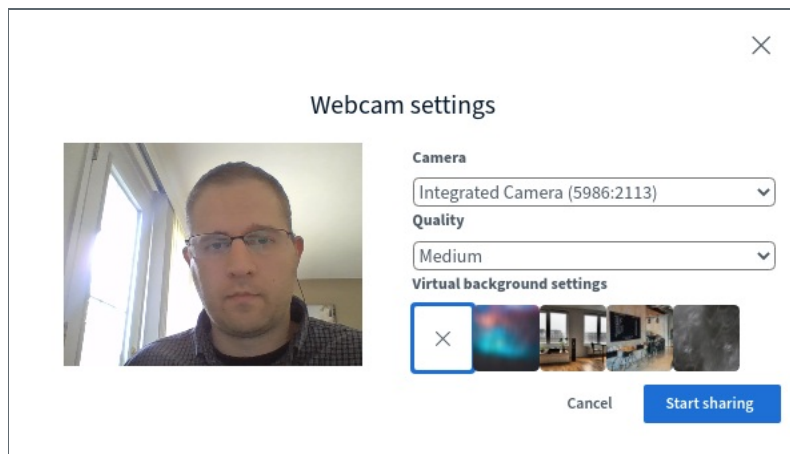 Webcam settings
Camera
Integrated Camera (5986:2113)
Quality
Medium
Virtual background settings
Cancel
Start sharing